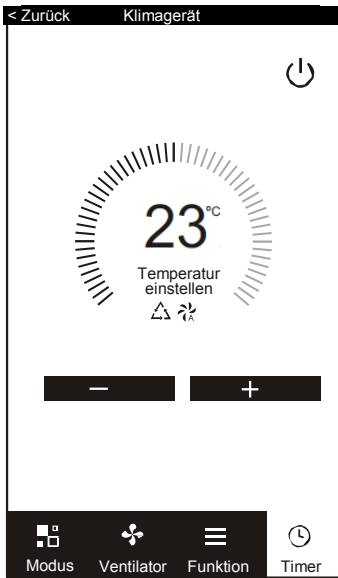 < Zurück Klimagerät
23°C
Temperatur
einstellen
A
− +
Modus Ventilator Funktion Timer